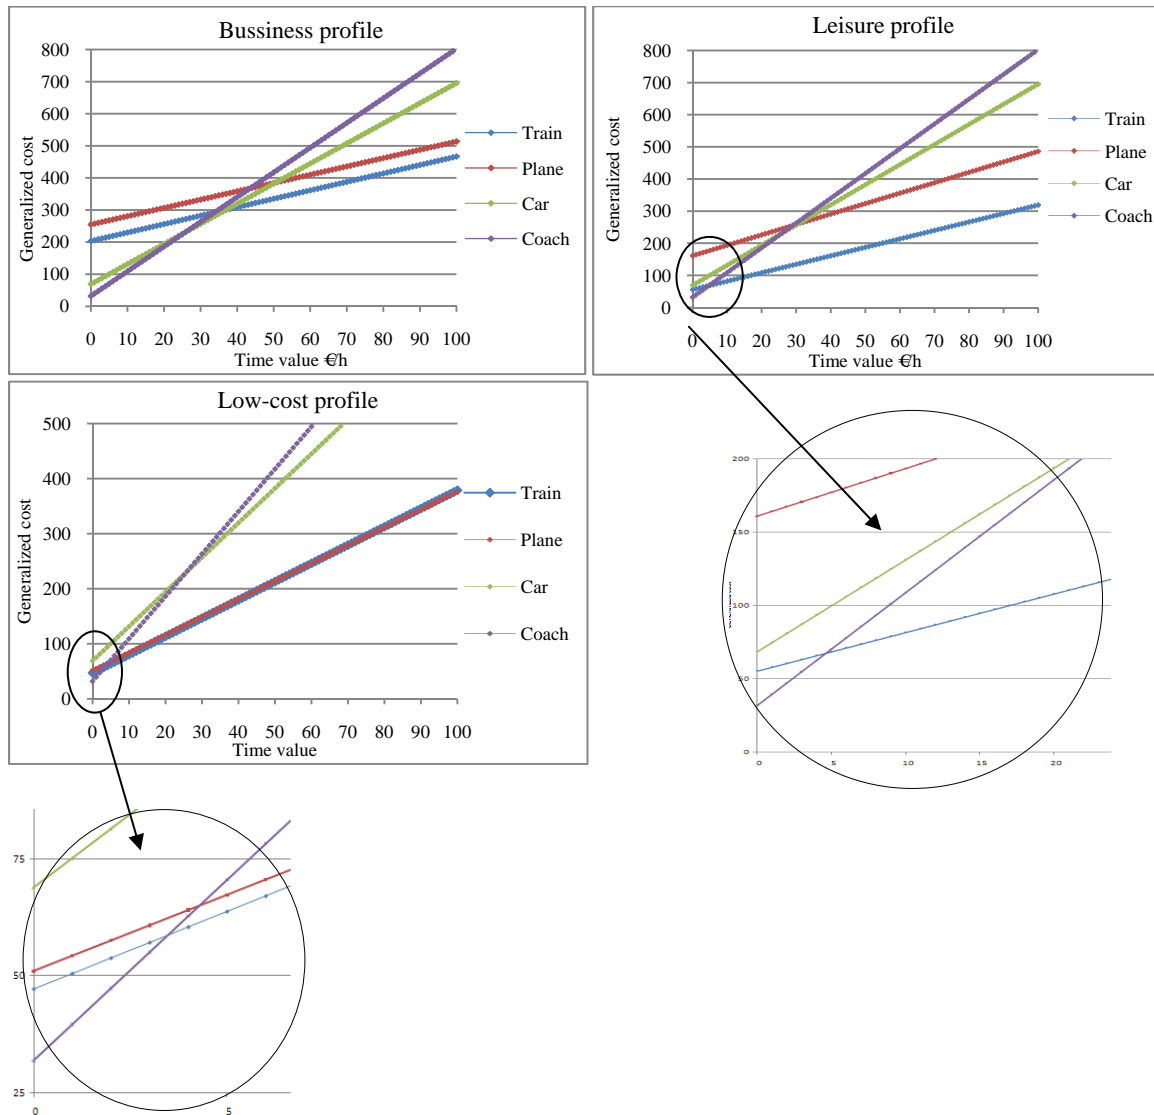 Bussiness profile
800
700
600
500
400
300
200
100
0
Generalized cost
0 10 20 30 40 50 60 70 80 90 100
Time value €/h
Train
Plane
Car
Coach
Leisure profile
800
700
600
500
400
300
200
100
0
Generalized cost
0 10 20 30 40 50 60 70 80 90 100
Time value €/h
Train
Plane
Car
Coach
Low-cost profile
500
400
300
200
100
0
Generalized cost
0 10 20 30 40 50 60 70 80 90 100
Time value
Train
Plane
Car
Coach
200
150
100
50
0
0 5 10 15 20
75
50
25
0 5